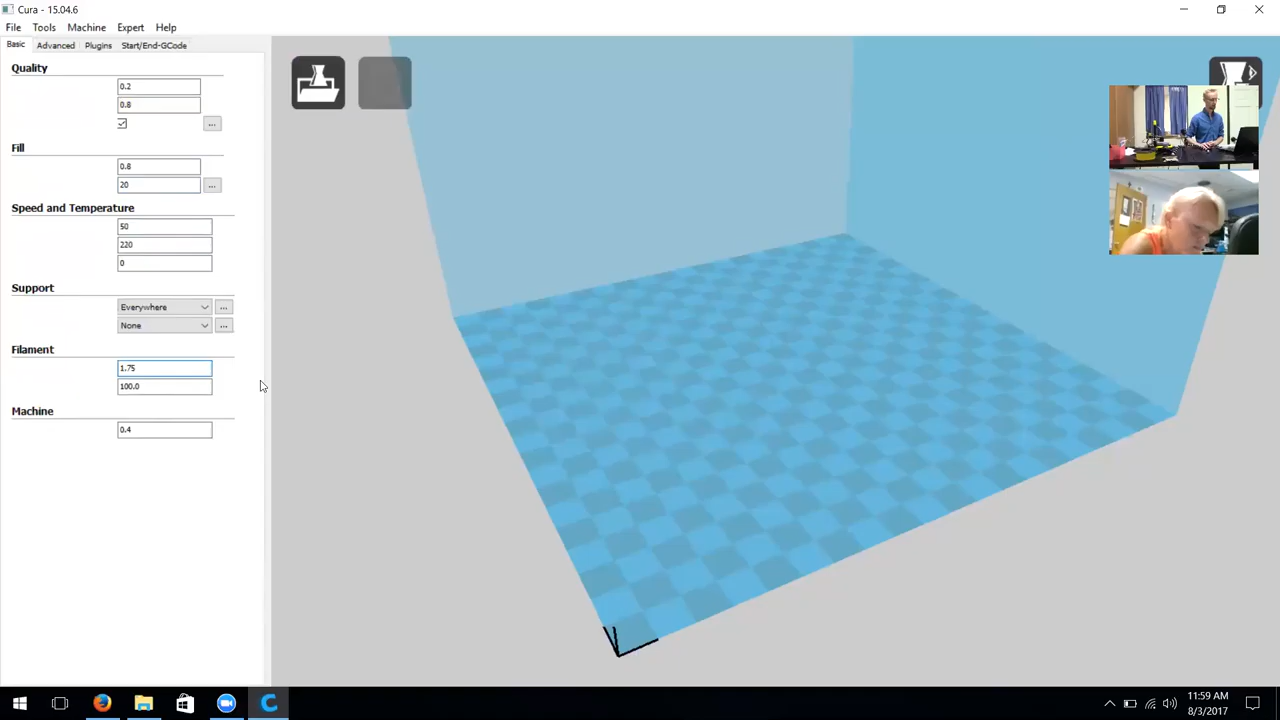 Cura - 15.04.6
File Tools Machine Expert Help
Basic Advanced Plugins Start/End-GCode
Quality
0.2
0.8
...
Fill
0.8
20 ...
Speed and Temperature
50
220
0
Support
Everywhere ...
None ...
Filament
1.75
100.0
Machine
0.4
11:59 AM
8/3/2017